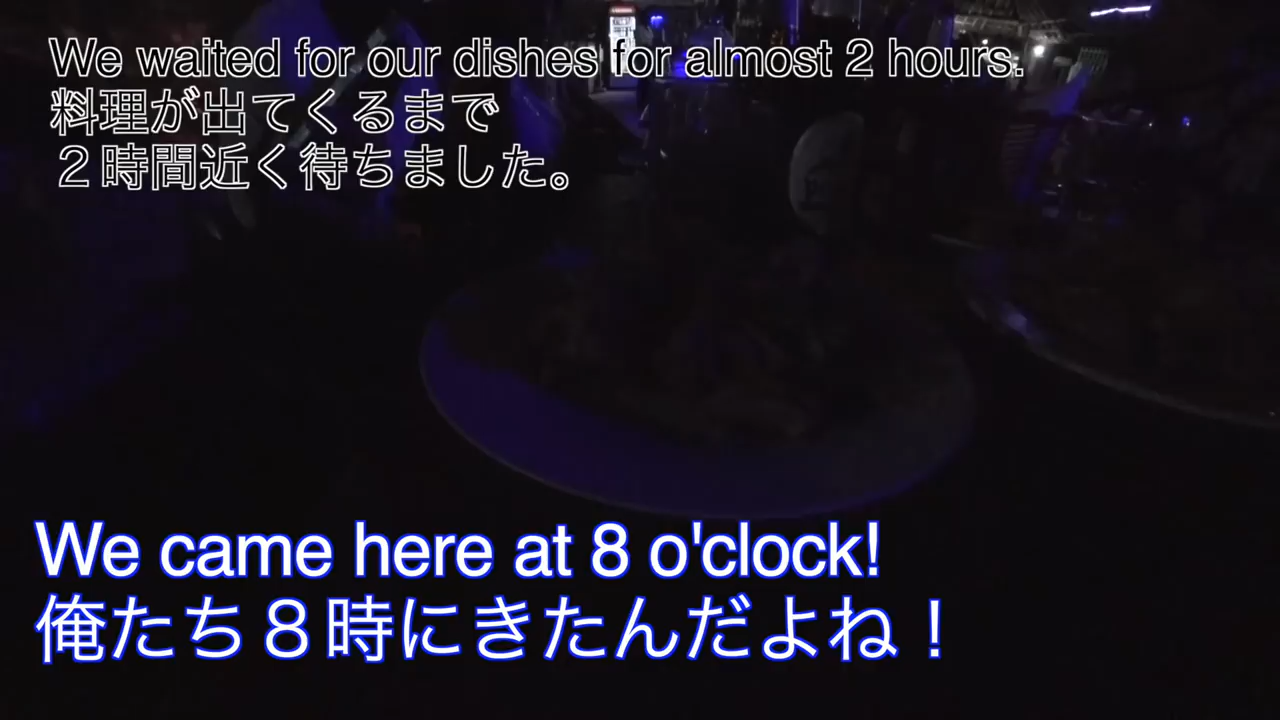 We waited for our dishes for almost 2 hours.
料理が出てくるまで
２時間近く待ちました。
We came here at 8 o'clock!
俺たち８時にきたんだよね！